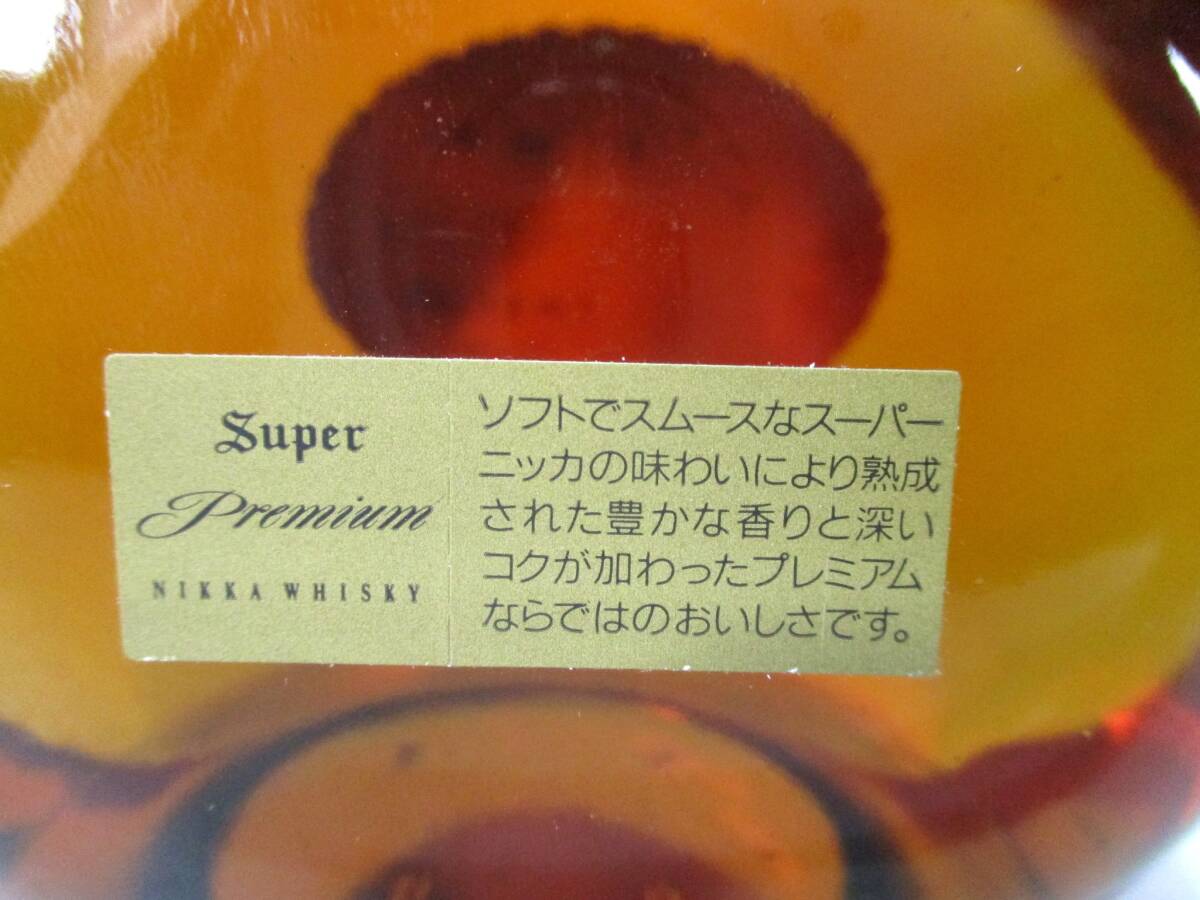 Super
Premium
NIKKA WHISKY
ソフトでスムースなスーパー
ニッカの味わいにより熟成
された豊かな香りと深い
コクが加わったプレミアム
ならではのおいしさです。